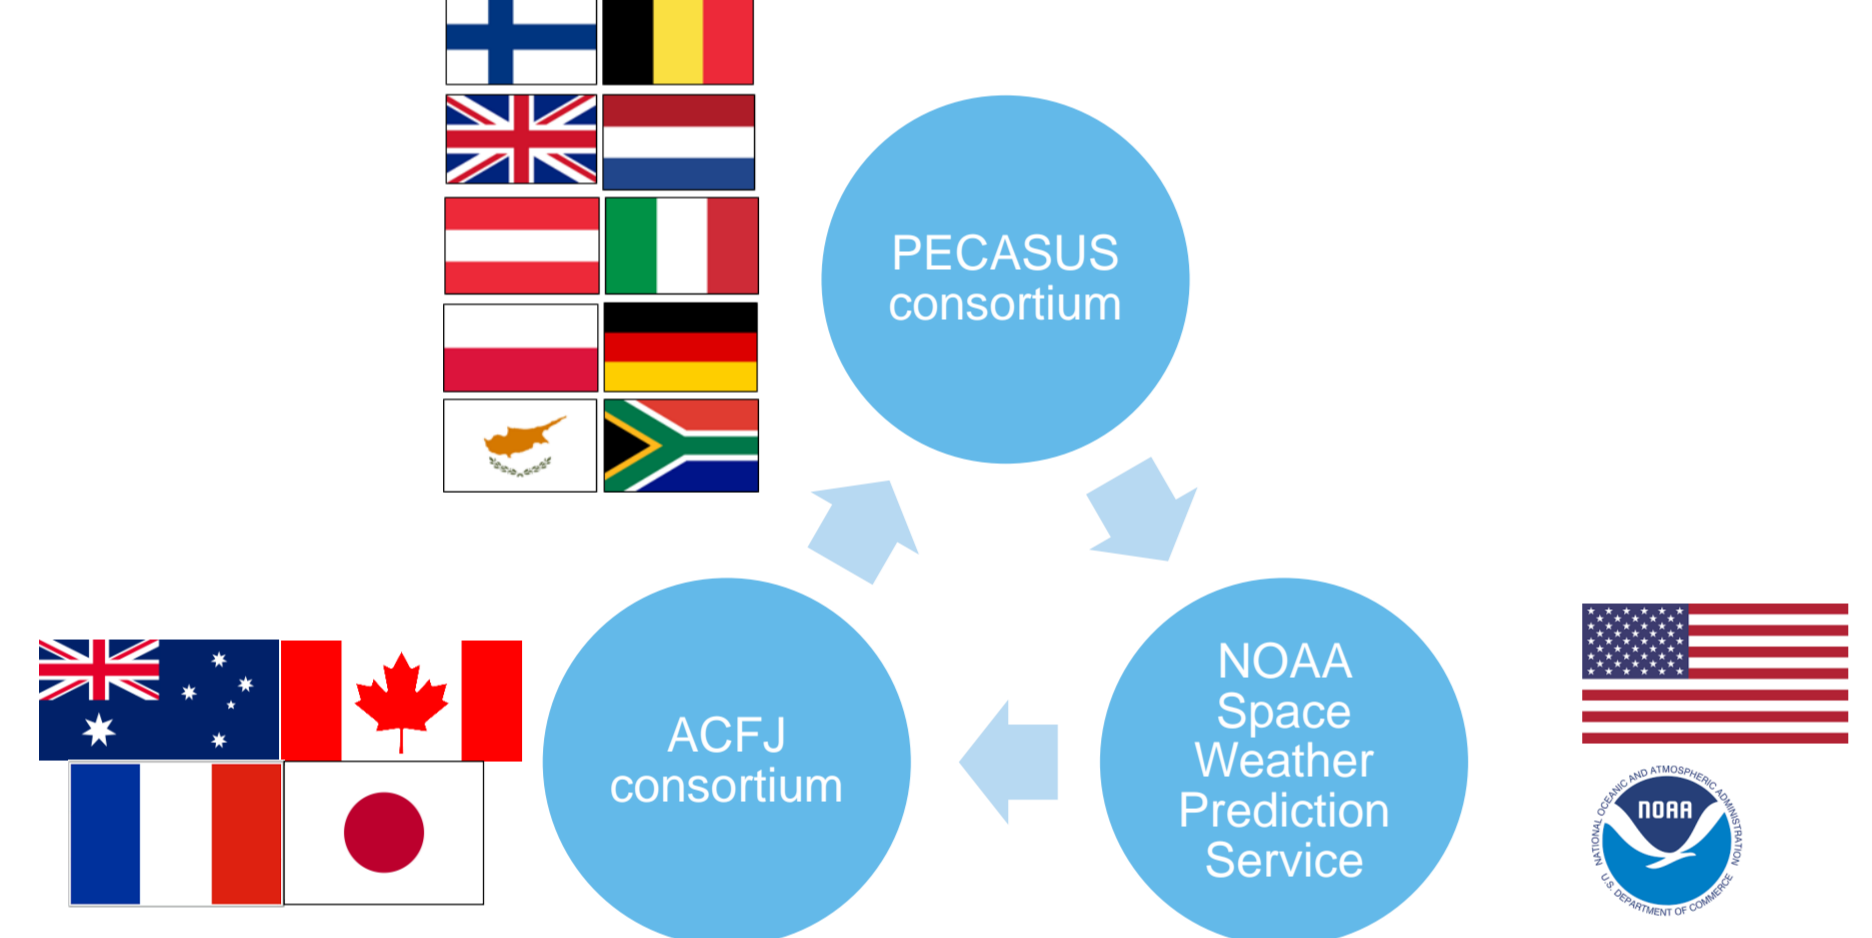 PECASUS
consortium
ACFJ
consortium
NOAA
Space
Weather
Prediction
Service
NATIONAL OCEANIC AND ATMOSPHERIC ADMINISTRATION
NOAA
U.S. DEPARTMENT OF COMMERCE